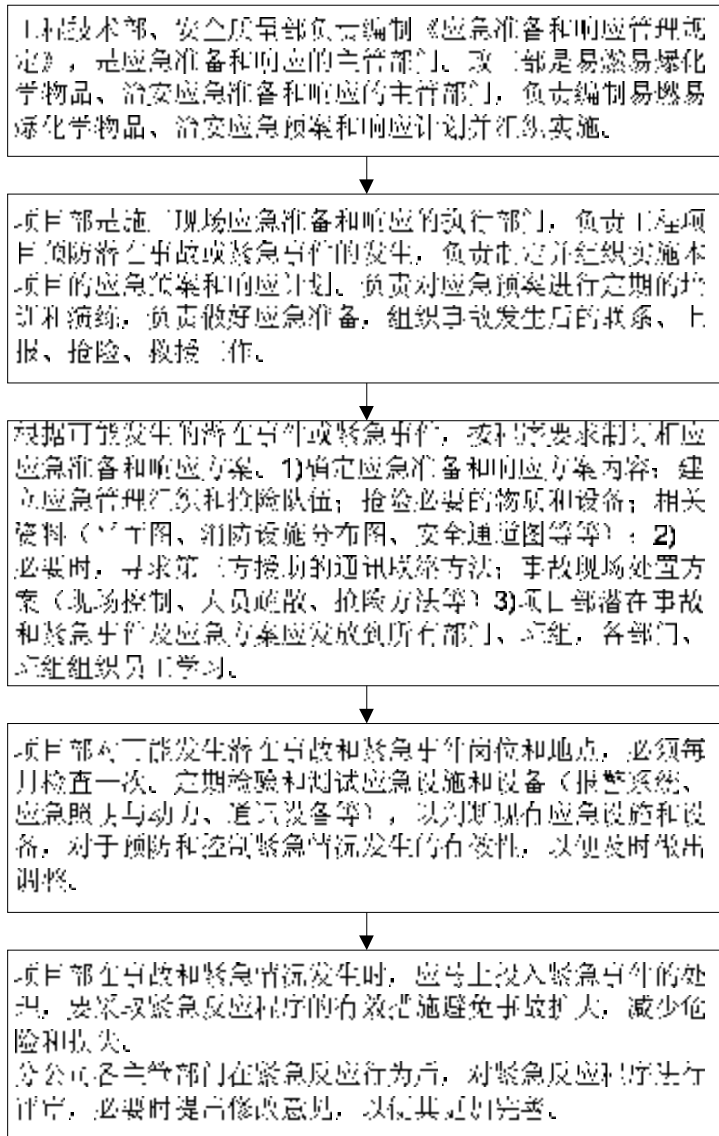 工程技术部、安全质量部负责编制《应急准备和响应管理规
定》，是应急准备和响应的主管部门。政工部是易燃易爆化
学物品、治安应急准备和响应的主管部门，负责编制易燃易
爆化学物品、治安应急预案和响应计划并组织实施。
项目部是施工现场应急准备和响应的执行部门，负责工程项
目预防潜在事故或紧急事件的发生，负责制定并组织实施本
项目的应急预案和响应计划。负责对应急预案进行定期的培
训和演练，负责做好应急准备，组织事故发生后的联系、上
报、抢险、救援工作。
根据可能发生的潜在事件或紧急事件，按程序要求制订相应
应急准备和响应方案。1)确定应急准备和响应方案内容；建
立应急管理组织和抢险队伍；抢险必要的物质和设备；相关
资料（平面图、消防设施分布图、安全通道图等等）；2)
必要时，寻求第三方援助的通讯联络方法；事故现场处置方
案（现场控制、人员疏散、抢险方法等）3)项目部潜在事故
和紧急事件及应急方案应发放到所有部门、班组，各部门、
班组组织员工学习。
项目部对可能发生潜在事故和紧急事件岗位和地点，必须每
月检查一次。定期检验和测试应急设施和设备（报警系统、
应急照明与动力、通讯设备等），以判断现有应急设施和设
备，对于预防和控制紧急情况发生的有效性，以便及时做出
调整。
项目部在事故和紧急情况发生时，应马上投入紧急事件的处
理，要采取紧急反应程序的有效措施避免事故扩大，减少危
险和损失。
分公司各主管部门在紧急反应行为后，对紧急反应程序进行
评审，必要时提出修改意见，以使其更加完善。